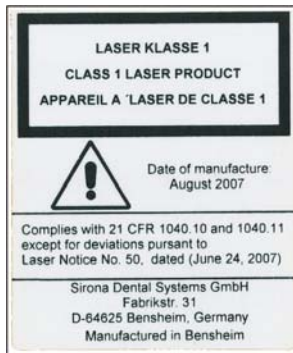 LASER KLASSE 1
CLASS 1 LASER PRODUCT
APPAREIL A ´LASER DE CLASSE 1
Date of manufacture:
August 2007
Complies with 21 CFR 1040.10 and 1040.11
except for deviations pursant to
Laser Notice No. 50, dated (June 24, 2007)
Sirona Dental Systems GmbH
Fabrikstr. 31
D-64625 Bensheim, Germany
Manufactured in Bensheim